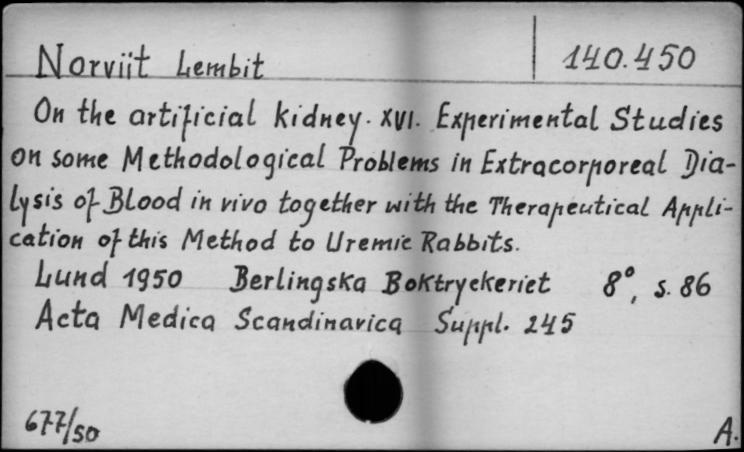 Norviit Lembit 140.450
On the artificial kidney. XVI. Experimental Studies
on some Methodological Problems in Extracorporeal Dia-
lysis of Blood in vivo together with the Therapeutical Appli-
cation of this Method to Uremic Rabbits.
Lund 1950 Berlingska Boktryckeriet 8°, s. 86
Acta Medica Scandinavica Suppl. 245
677/50 A.